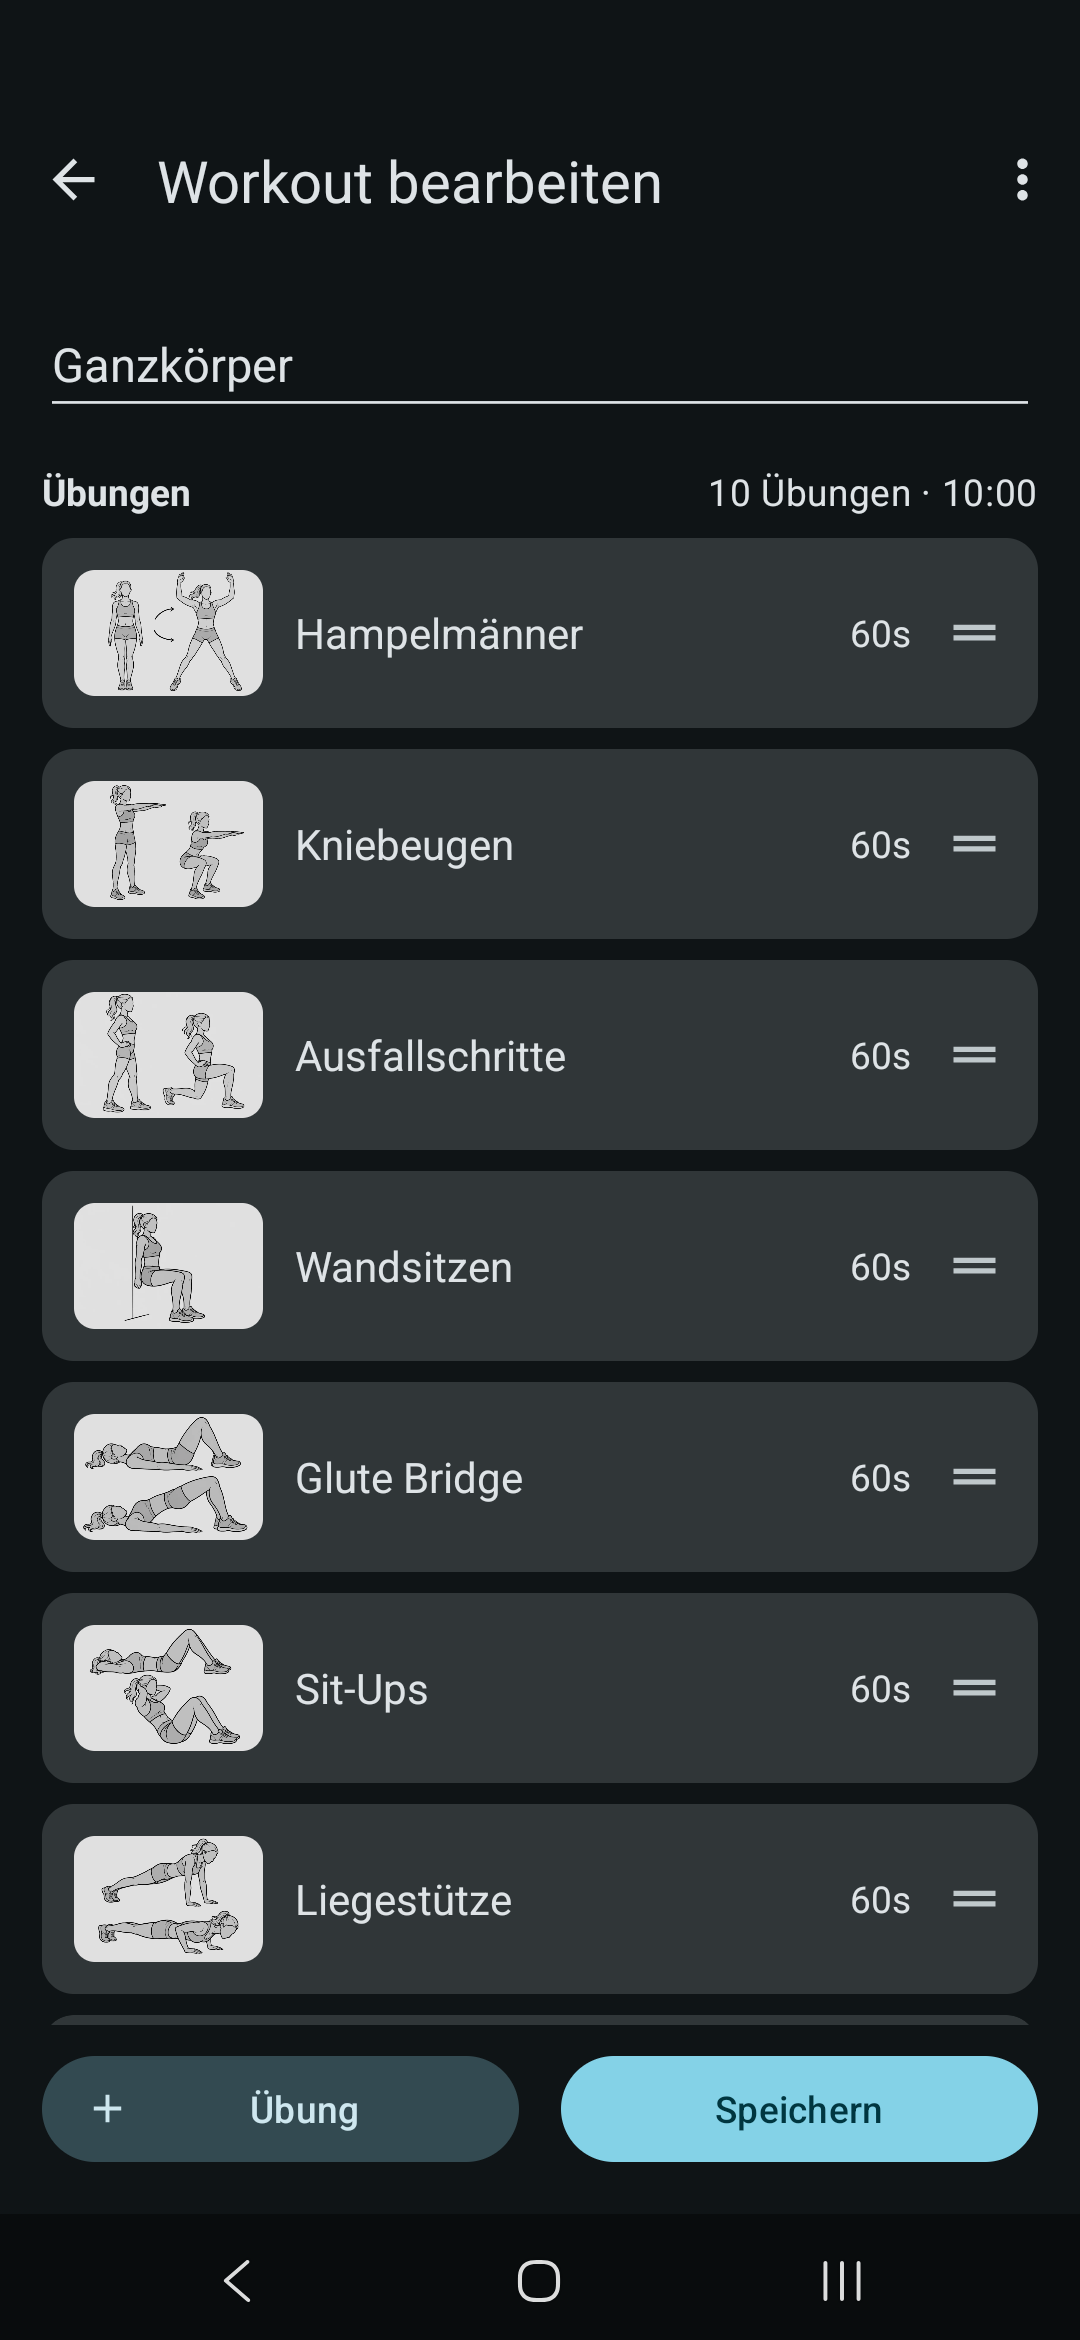 Workout bearbeiten
Ganzkörper
Übungen 10 Übungen · 10:00
Hampelmänner 60s
Kniebeugen 60s
Ausfallschritte 60s
Wandsitzen 60s
Glute Bridge 60s
Sit-Ups 60s
Liegestütze 60s
+ Übung Speichern